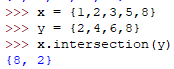 >>> x = {1,2,3,5,8}
>>> y = {2,4,6,8}
>>> x.intersection(y)
{8, 2}